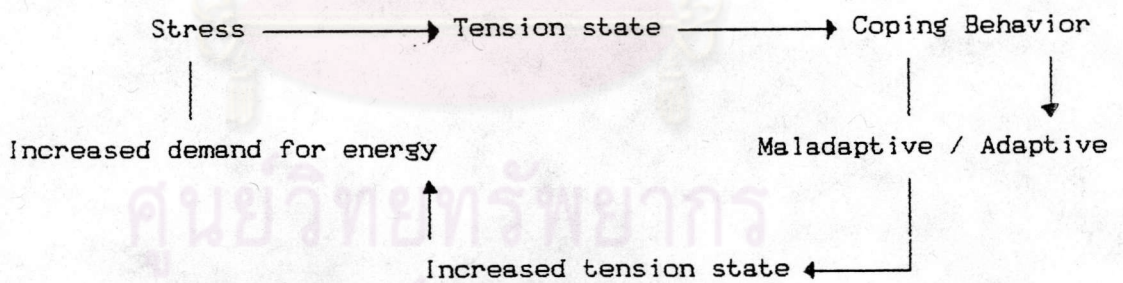 Stress Tension state Coping Behavior
Increased demand for energy Maladaptive / Adaptive
ศูนย์วิทยทรัพยากร
Increased tension state